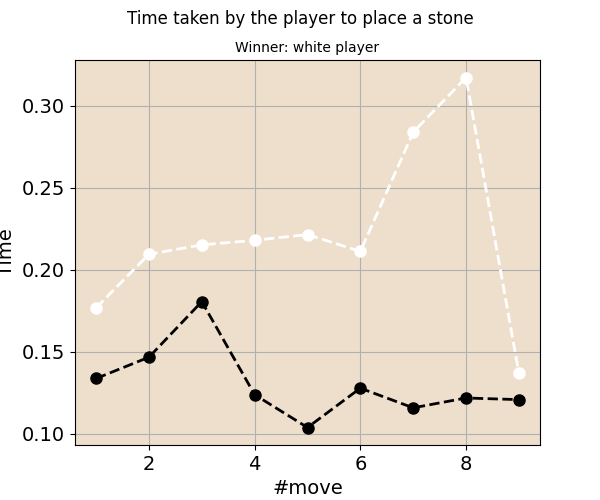 Time taken by the player to place a stone
Winner: white player
0.30
0.25
0.20
0.15
0.10
Time
2 4 6 8
#move